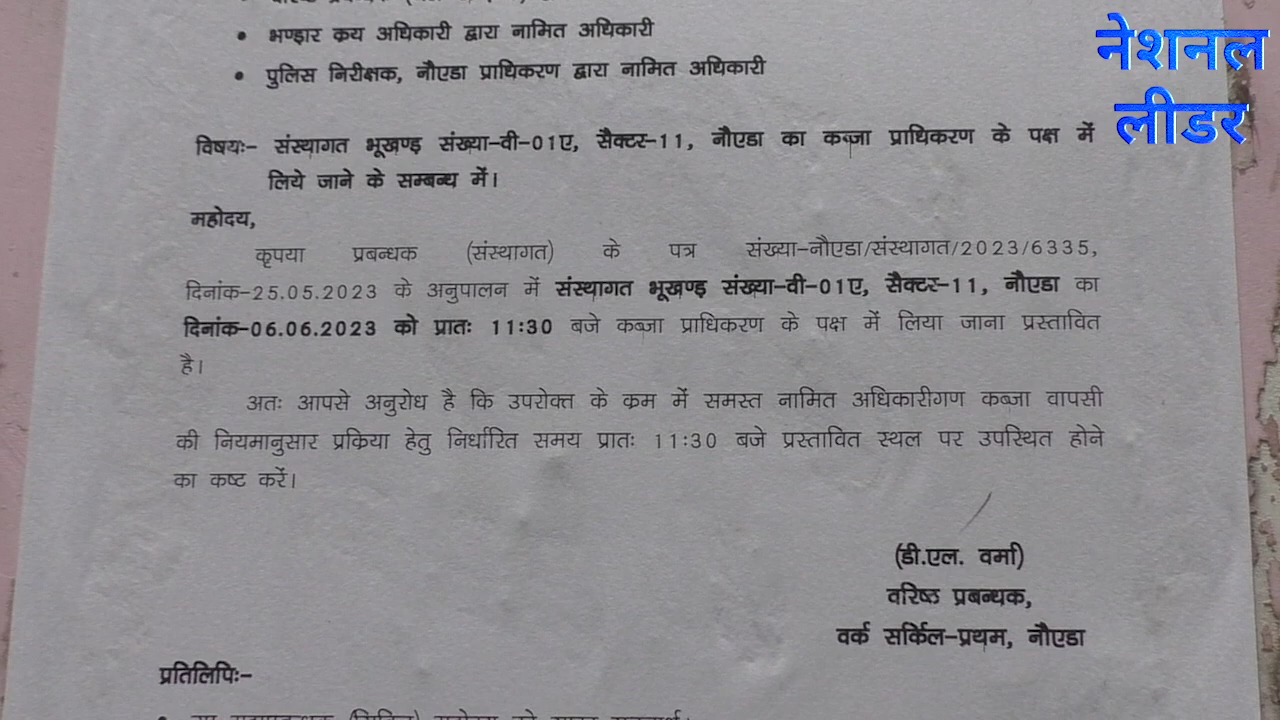 • भण्डार क्रय अधिकारी द्वारा नामित अधिकारी
• पुलिस निरीक्षक, नौएडा प्राधिकरण द्वारा नामित अधिकारी
नेशनल
लीडर
विषयः- संस्थागत भूखण्ड संख्या-वी-01ए, सैक्टर-11, नौएडा का कब्जा प्राधिकरण के पक्ष में
लिये जाने के सम्बन्ध में।
महोदय,
कृपया प्रबन्धक (संस्थागत) के पत्र संख्या-नौएडा/संस्थागत/2023/6335,
दिनांक-25.05.2023 के अनुपालन में संस्थागत भूखण्ड संख्या-वी-01ए, सैक्टर-11, नौएडा का
दिनांक-06.06.2023 को प्रातः 11:30 बजे कब्जा प्राधिकरण के पक्ष में लिया जाना प्रस्तावित
है।
अतः आपसे अनुरोध है कि उपरोक्त के क्रम में समस्त नामित अधिकारीगण कब्जा वापसी
की नियमानुसार प्रक्रिया हेतु निर्धारित समय प्रातः 11:30 बजे प्रस्तावित स्थल पर उपस्थित होने
का कष्ट करें।
(डी.एल. वर्मा)
वरिष्ठ प्रबन्धक,
वर्क सर्किल-प्रथम, नौएडा
प्रतिलिपिः-